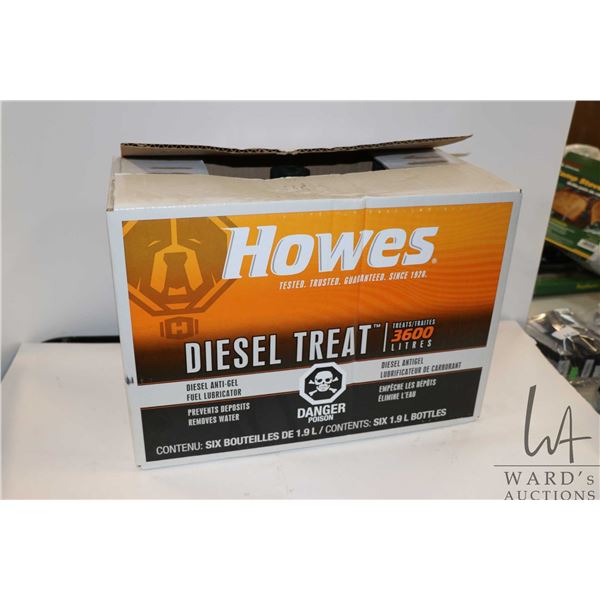 HOWES®
TESTED. TRUSTED. GUARANTEED. SINCE 1920.
DIESEL TREAT™
TREATS/TRAITES
3600
LITRES
DIESEL ANTI-GEL
FUEL LUBRICATOR
PREVENTS DEPOSITS
REMOVES WATER
DANGER
POISON
DIESEL ANTIGEL
LUBRIFICATEUR DE CARBURANT
EMPÊCHE LES DÉPÔTS
ÉLIMINE L'EAU
CONTENU: SIX BOUTEILLES DE 1.9 L / CONTENTS: SIX 1.9 L BOTTLES
H
WA
WARD'S
AUCTIONS